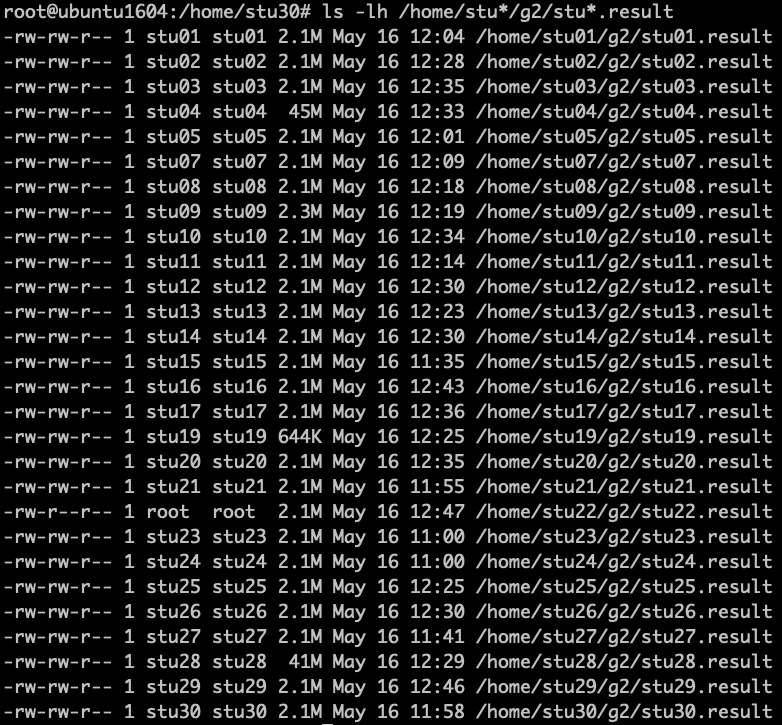 root@ubuntu1604:/home/stu30# ls -lh /home/stu*/g2/stu*.result
-rw-rw-r-- 1 stu01 stu01 2.1M May 16 12:04 /home/stu01/g2/stu01.result
-rw-rw-r-- 1 stu02 stu02 2.1M May 16 12:28 /home/stu02/g2/stu02.result
-rw-rw-r-- 1 stu03 stu03 2.1M May 16 12:35 /home/stu03/g2/stu03.result
-rw-rw-r-- 1 stu04 stu04  45M May 16 12:33 /home/stu04/g2/stu04.result
-rw-rw-r-- 1 stu05 stu05 2.1M May 16 12:01 /home/stu05/g2/stu05.result
-rw-rw-r-- 1 stu07 stu07 2.1M May 16 12:09 /home/stu07/g2/stu07.result
-rw-rw-r-- 1 stu08 stu08 2.1M May 16 12:18 /home/stu08/g2/stu08.result
-rw-rw-r-- 1 stu09 stu09 2.3M May 16 12:19 /home/stu09/g2/stu09.result
-rw-rw-r-- 1 stu10 stu10 2.1M May 16 12:34 /home/stu10/g2/stu10.result
-rw-rw-r-- 1 stu11 stu11 2.1M May 16 12:14 /home/stu11/g2/stu11.result
-rw-rw-r-- 1 stu12 stu12 2.1M May 16 12:30 /home/stu12/g2/stu12.result
-rw-rw-r-- 1 stu13 stu13 2.1M May 16 12:23 /home/stu13/g2/stu13.result
-rw-rw-r-- 1 stu14 stu14 2.1M May 16 12:30 /home/stu14/g2/stu14.result
-rw-rw-r-- 1 stu15 stu15 2.1M May 16 11:35 /home/stu15/g2/stu15.result
-rw-rw-r-- 1 stu16 stu16 2.1M May 16 12:43 /home/stu16/g2/stu16.result
-rw-rw-r-- 1 stu17 stu17 2.1M May 16 12:36 /home/stu17/g2/stu17.result
-rw-rw-r-- 1 stu19 stu19 644K May 16 12:25 /home/stu19/g2/stu19.result
-rw-rw-r-- 1 stu20 stu20 2.1M May 16 12:35 /home/stu20/g2/stu20.result
-rw-rw-r-- 1 stu21 stu21 2.1M May 16 11:55 /home/stu21/g2/stu21.result
-rw-r--r-- 1 root  root  2.1M May 16 12:47 /home/stu22/g2/stu22.result
-rw-rw-r-- 1 stu23 stu23 2.1M May 16 11:00 /home/stu23/g2/stu23.result
-rw-rw-r-- 1 stu24 stu24 2.1M May 16 11:00 /home/stu24/g2/stu24.result
-rw-rw-r-- 1 stu25 stu25 2.1M May 16 12:25 /home/stu25/g2/stu25.result
-rw-rw-r-- 1 stu26 stu26 2.1M May 16 12:30 /home/stu26/g2/stu26.result
-rw-rw-r-- 1 stu27 stu27 2.1M May 16 11:41 /home/stu27/g2/stu27.result
-rw-rw-r-- 1 stu28 stu28  41M May 16 12:29 /home/stu28/g2/stu28.result
-rw-rw-r-- 1 stu29 stu29 2.1M May 16 12:46 /home/stu29/g2/stu29.result
-rw-rw-r-- 1 stu30 stu30 2.1M May 16 11:58 /home/stu30/g2/stu30.result